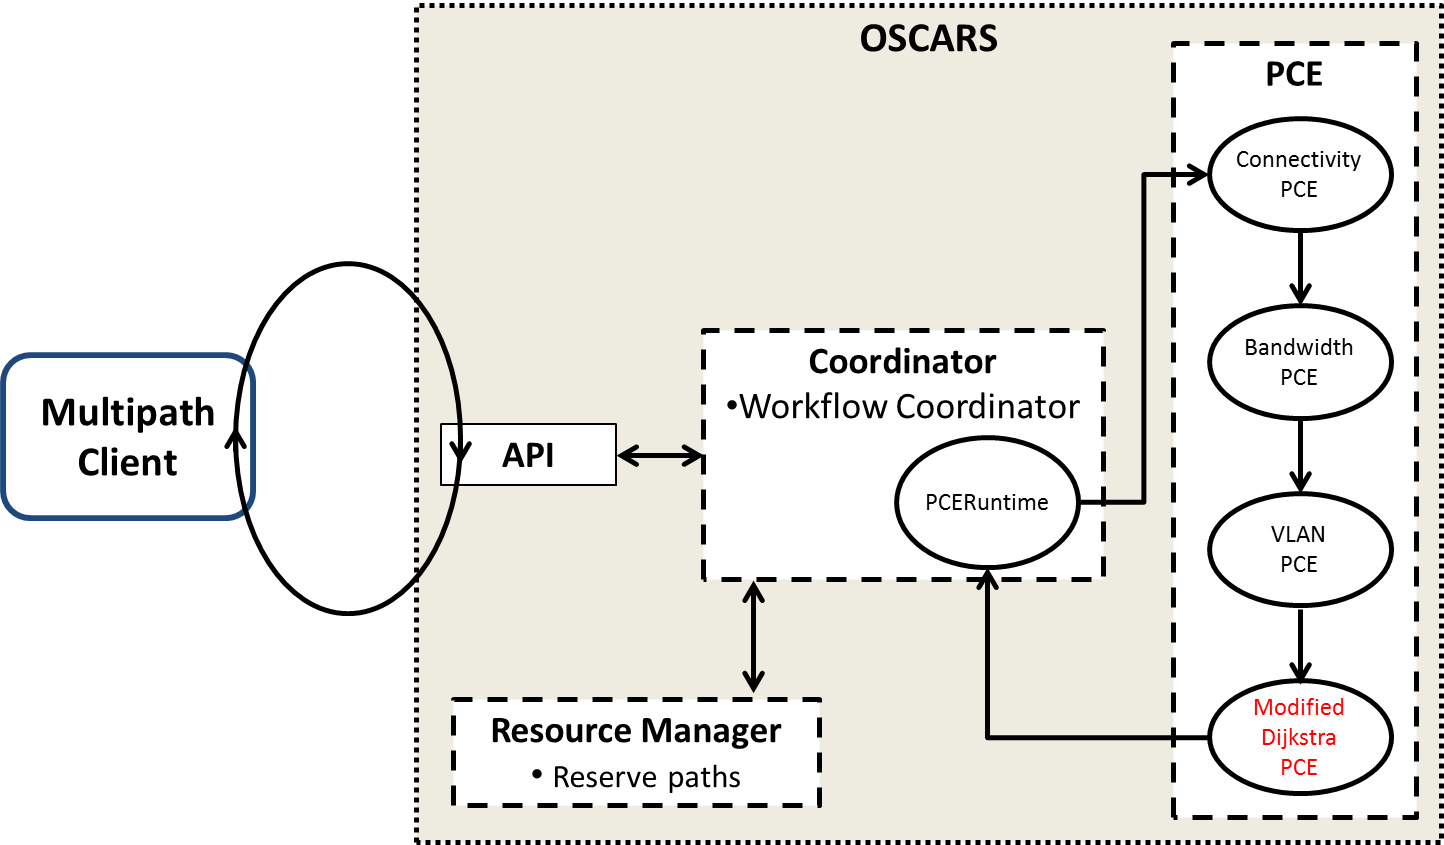 OSCARS
PCE
Connectivity
PCE
Bandwidth
PCE
VLAN
PCE
Modified
Dijkstra
PCE
Coordinator
•Workflow Coordinator
PCERuntime
API
Multipath
Client
Resource Manager
• Reserve paths